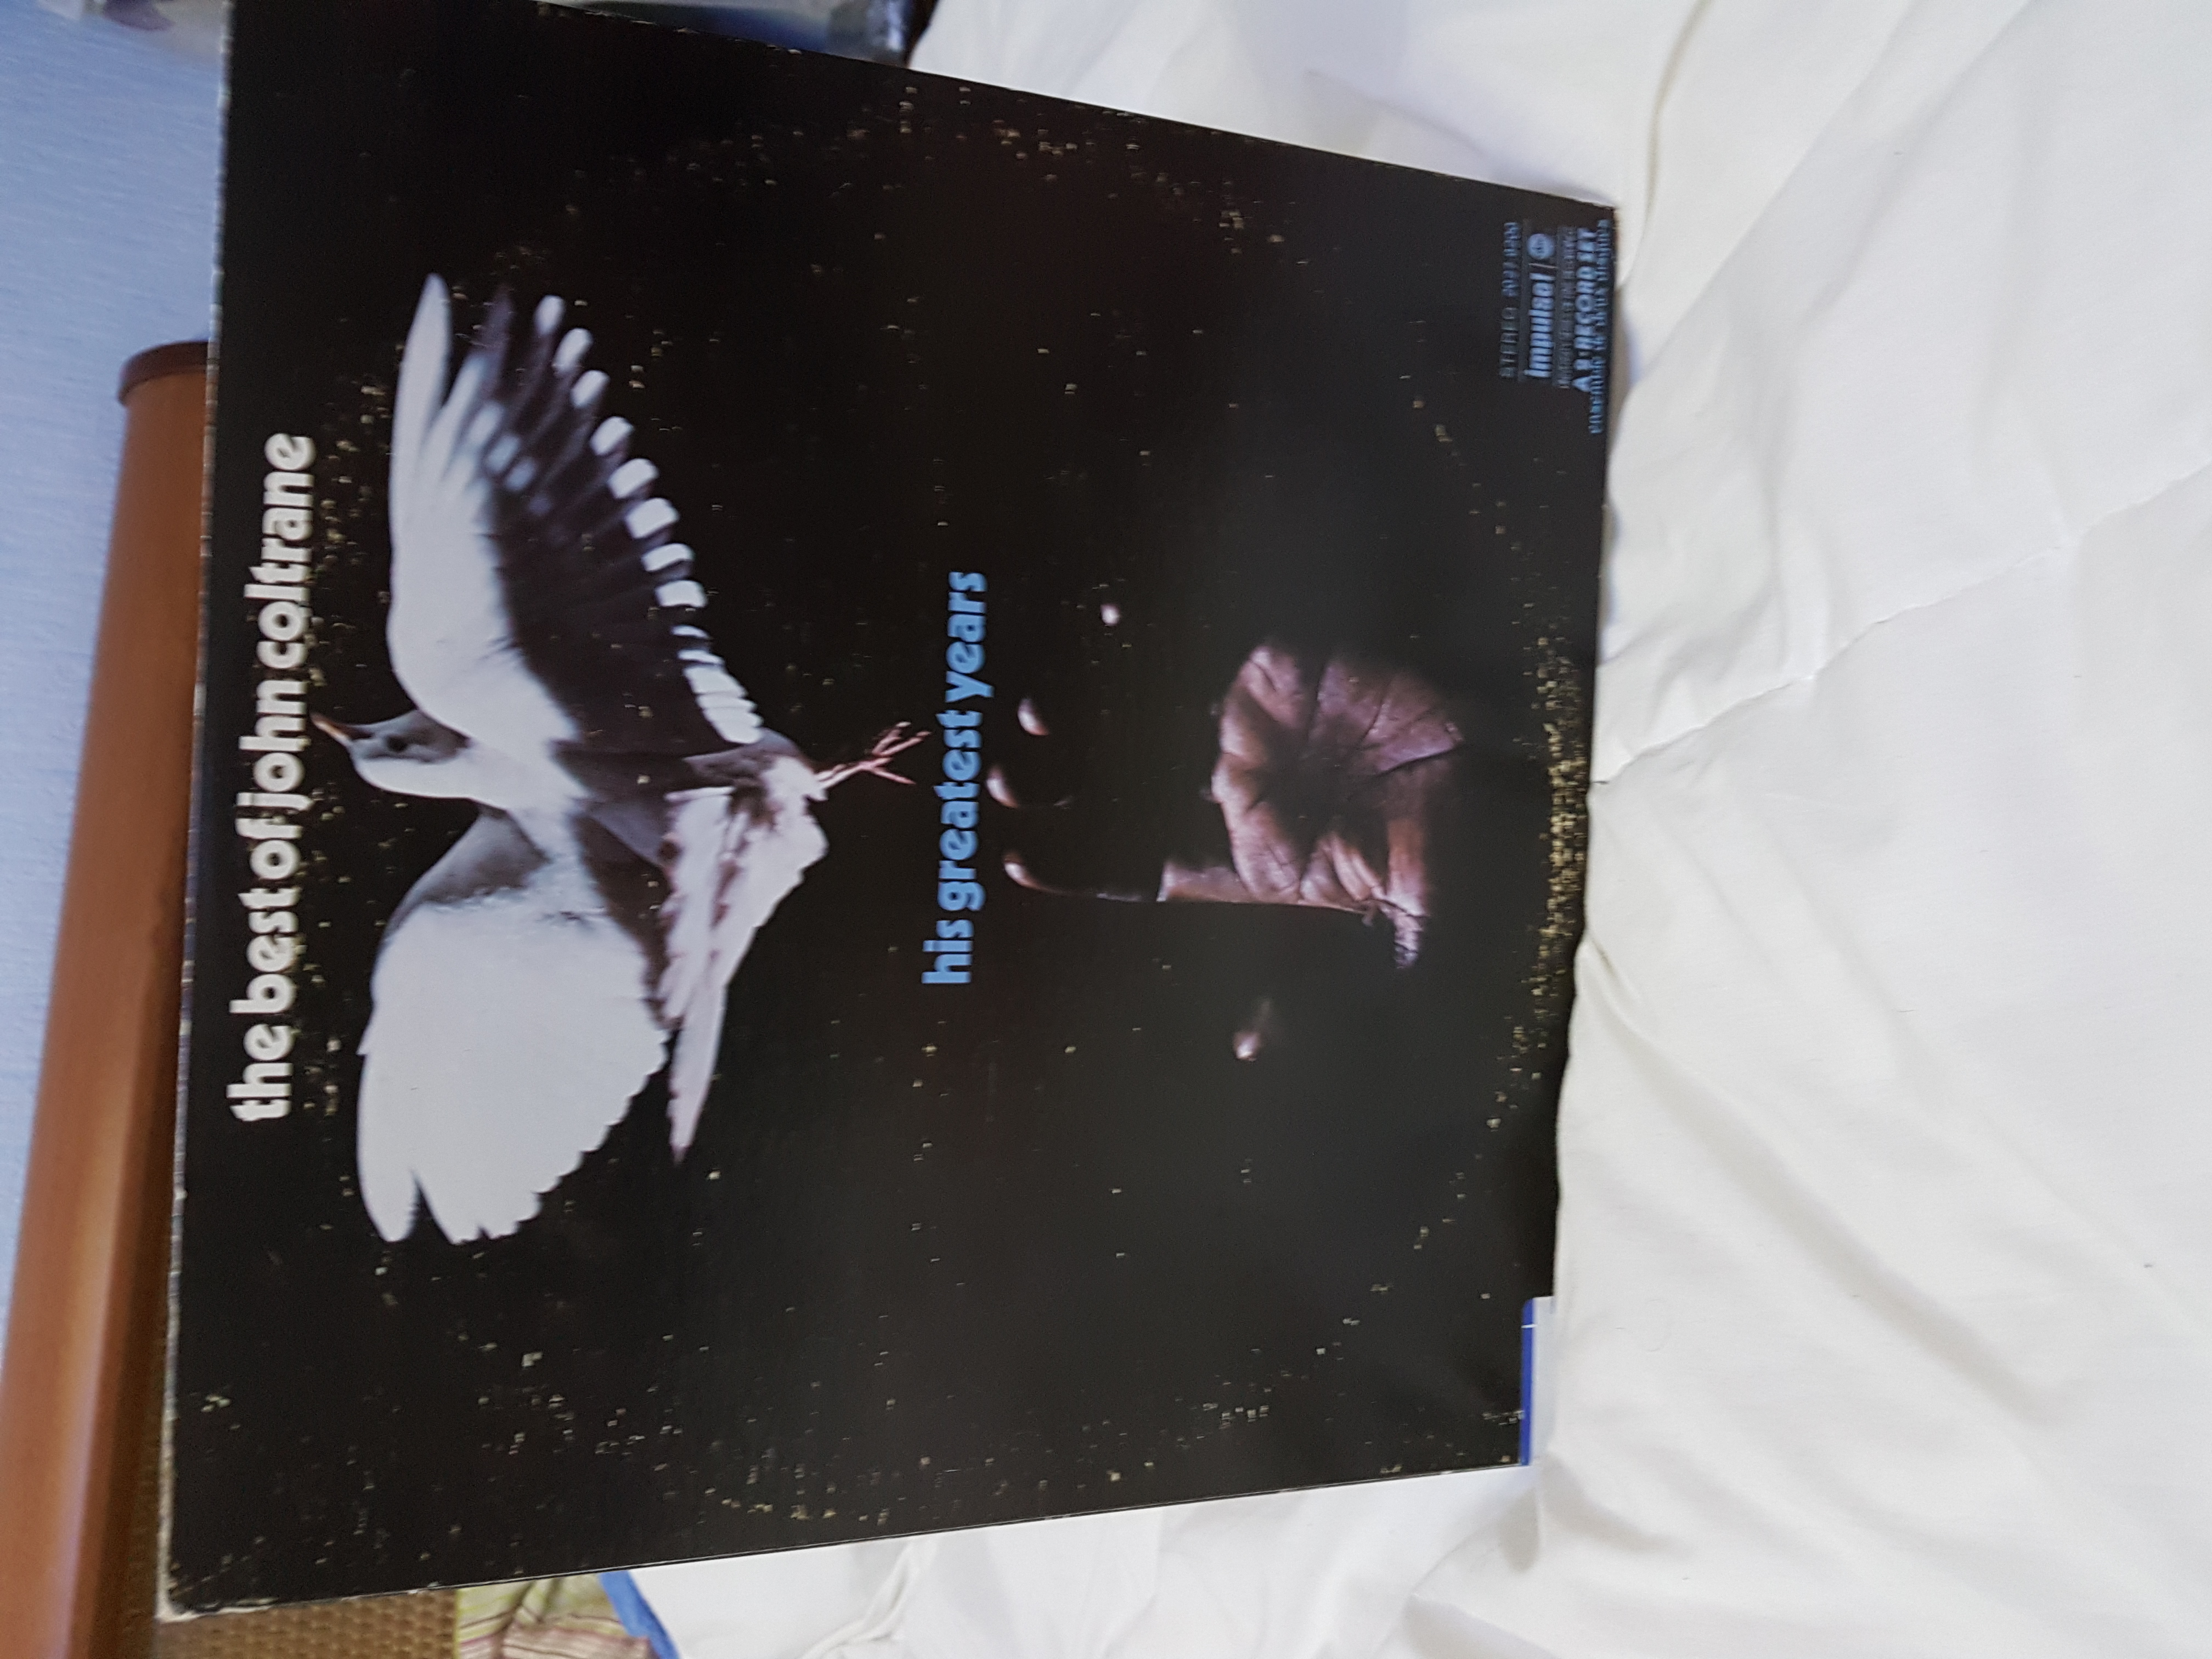 the best of john coltrane
his greatest years
STEREO
impulse!
A 2-RECORD SET